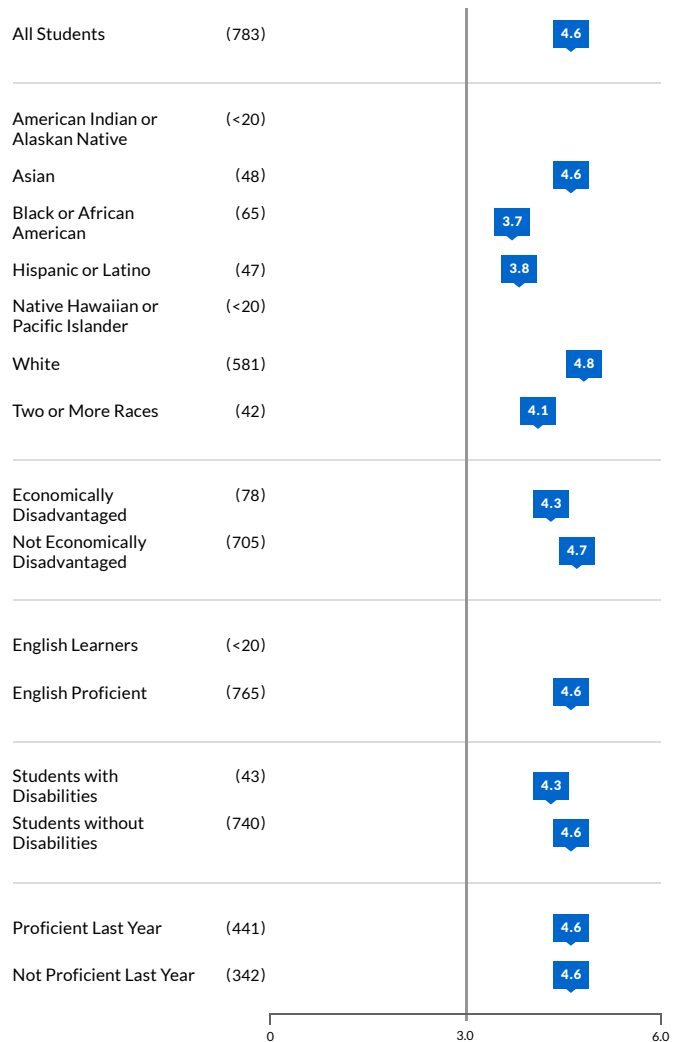 All Students (783) 4.6
American Indian or (<20)
Alaskan Native
Asian (48) 4.6
Black or African (65) 3.7
American
Hispanic or Latino (47) 3.8
Native Hawaiian or (<20)
Pacific Islander
White (581) 4.8
Two or More Races (42) 4.1
Economically (78) 4.3
Disadvantaged
Not Economically (705) 4.7
Disadvantaged
English Learners (<20)
English Proficient (765) 4.6
Students with (43) 4.3
Disabilities
Students without (740) 4.6
Disabilities
Proficient Last Year (441) 4.6
Not Proficient Last Year (342) 4.6
0 3.0 6.0